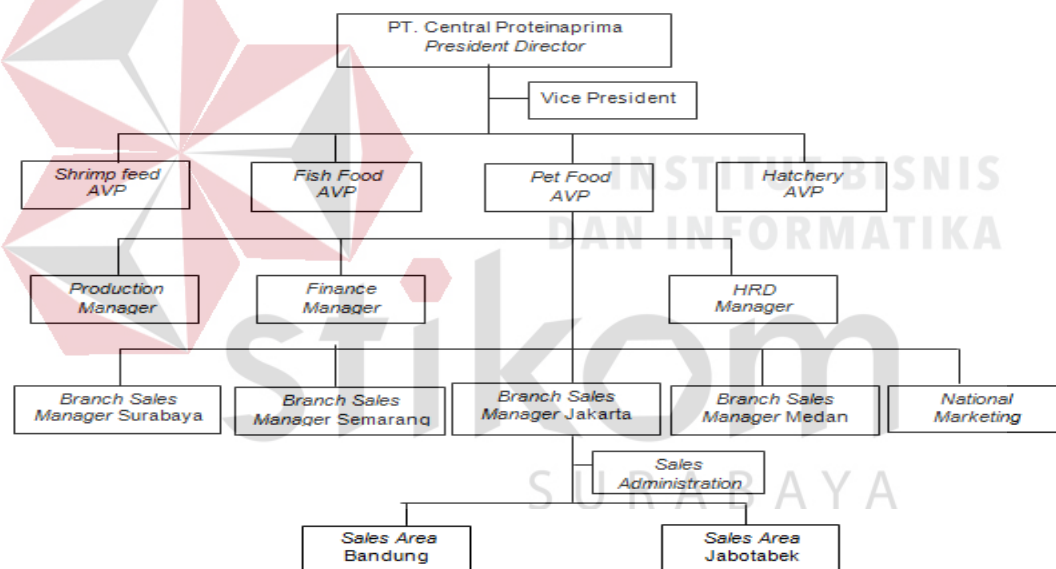 PT. Central Proteinaprima
President Director
Vice President
Shrimp feed
AVP
Fish Food
AVP
Pet Food
AVP
Hatchery
AVP
INSTITUT BISNIS
DAN INFORMATIKA
Production
Manager
Finance
Manager
HRD
Manager
stikom
Branch Sales
Manager Surabaya
Branch Sales
Manager Semarang
Branch Sales
Manager Jakarta
Branch Sales
Manager Medan
National
Marketing
Sales
Administration
SURABAYA
Sales Area
Bandung
Sales Area
Jabotabek